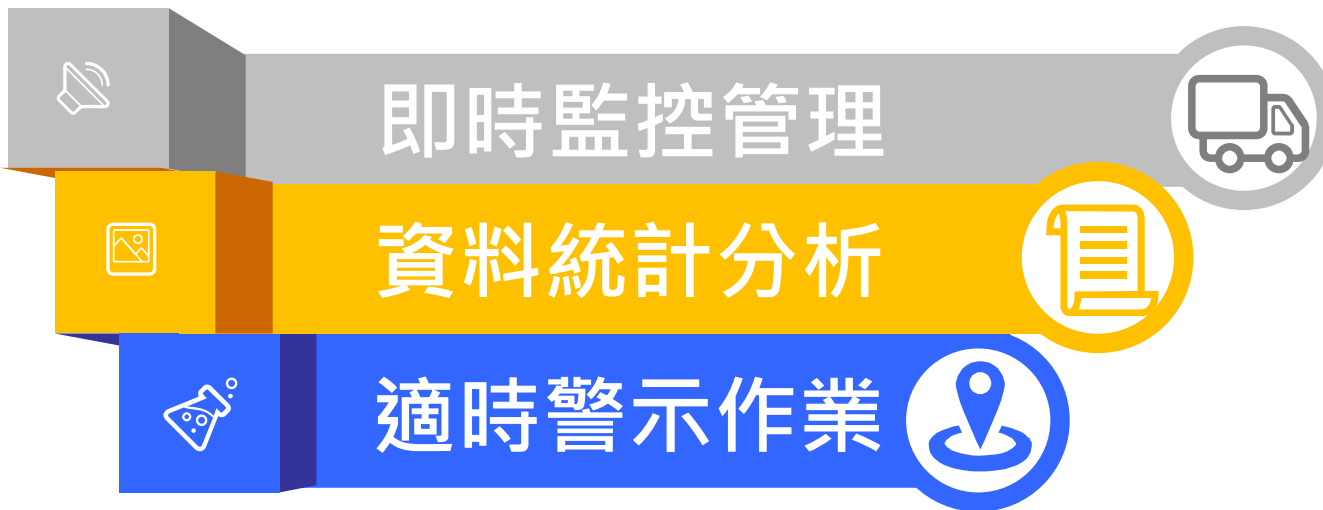 即時監控管理
資料統計分析
適時警示作業